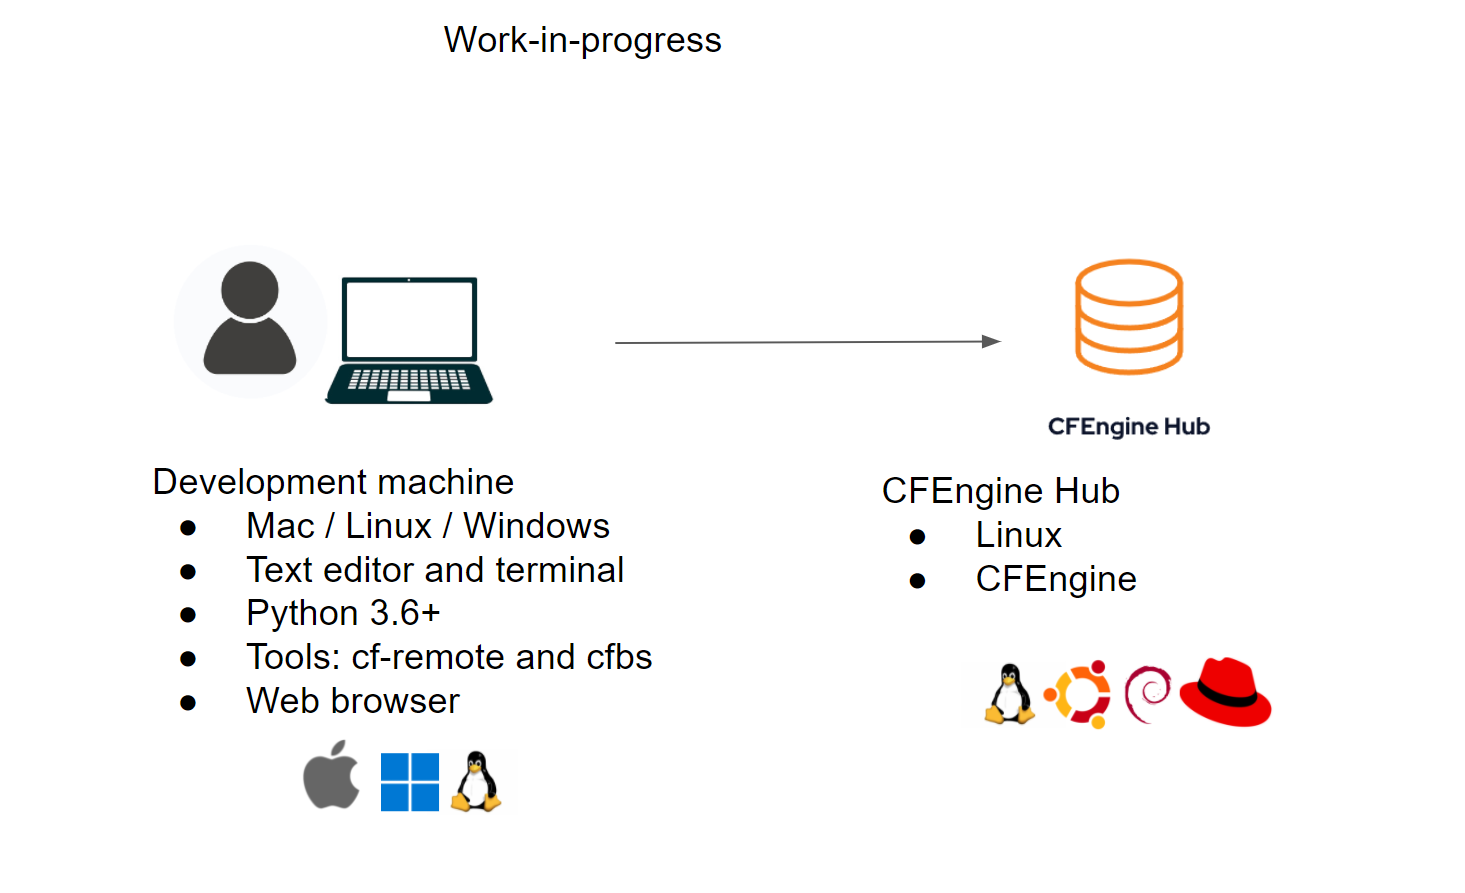 Work-in-progress
CFEngine Hub
Development machine
● Mac / Linux / Windows
● Text editor and terminal
● Python 3.6+
● Tools: cf-remote and cfbs
● Web browser
CFEngine Hub
● Linux
● CFEngine